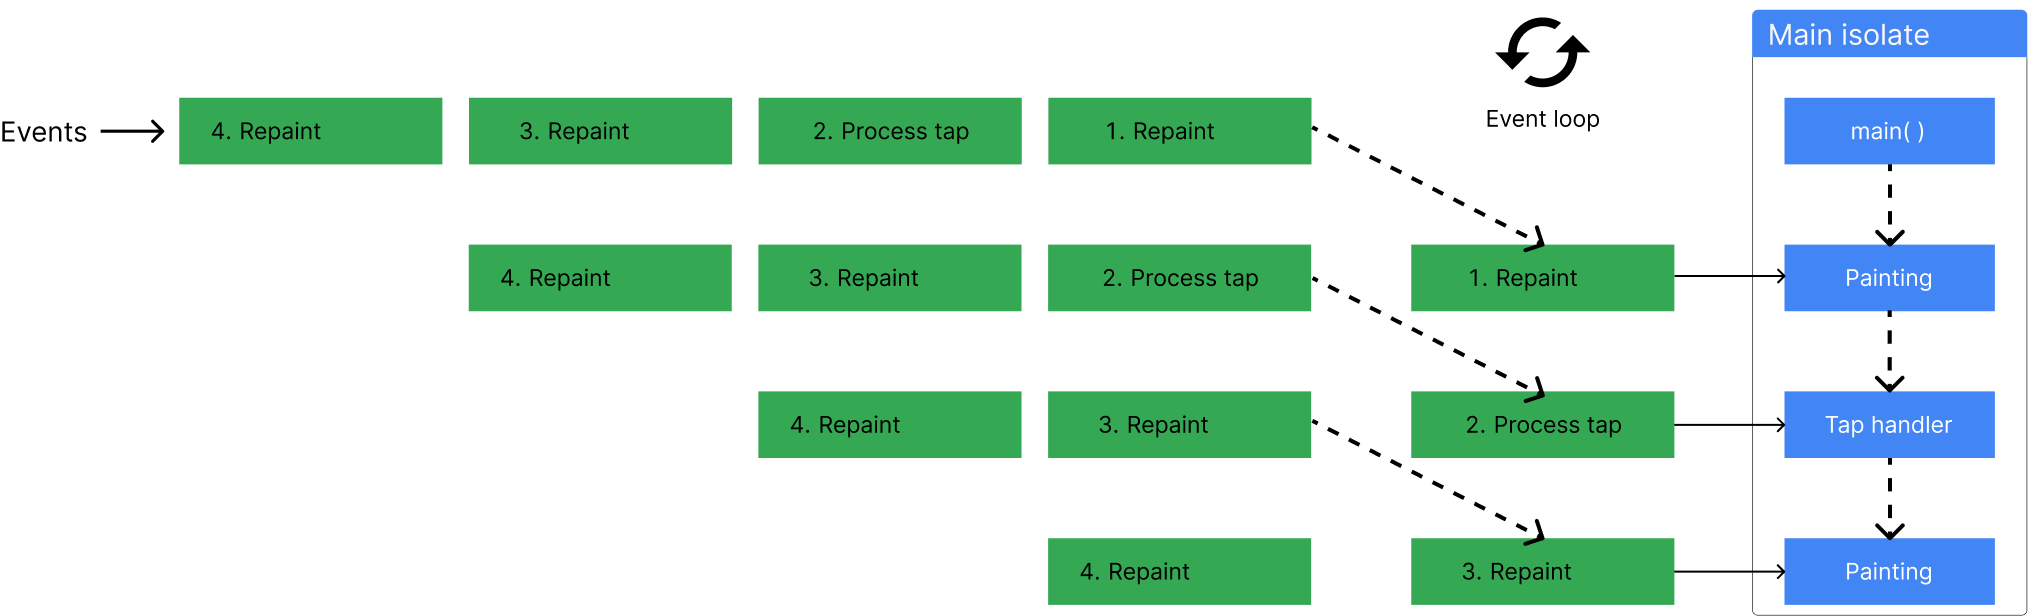 Main isolate
Events
4. Repaint
3. Repaint
2. Process tap
1. Repaint
Event loop
main( )
4. Repaint
3. Repaint
2. Process tap
1. Repaint
Painting
4. Repaint
3. Repaint
2. Process tap
Tap handler
4. Repaint
3. Repaint
Painting